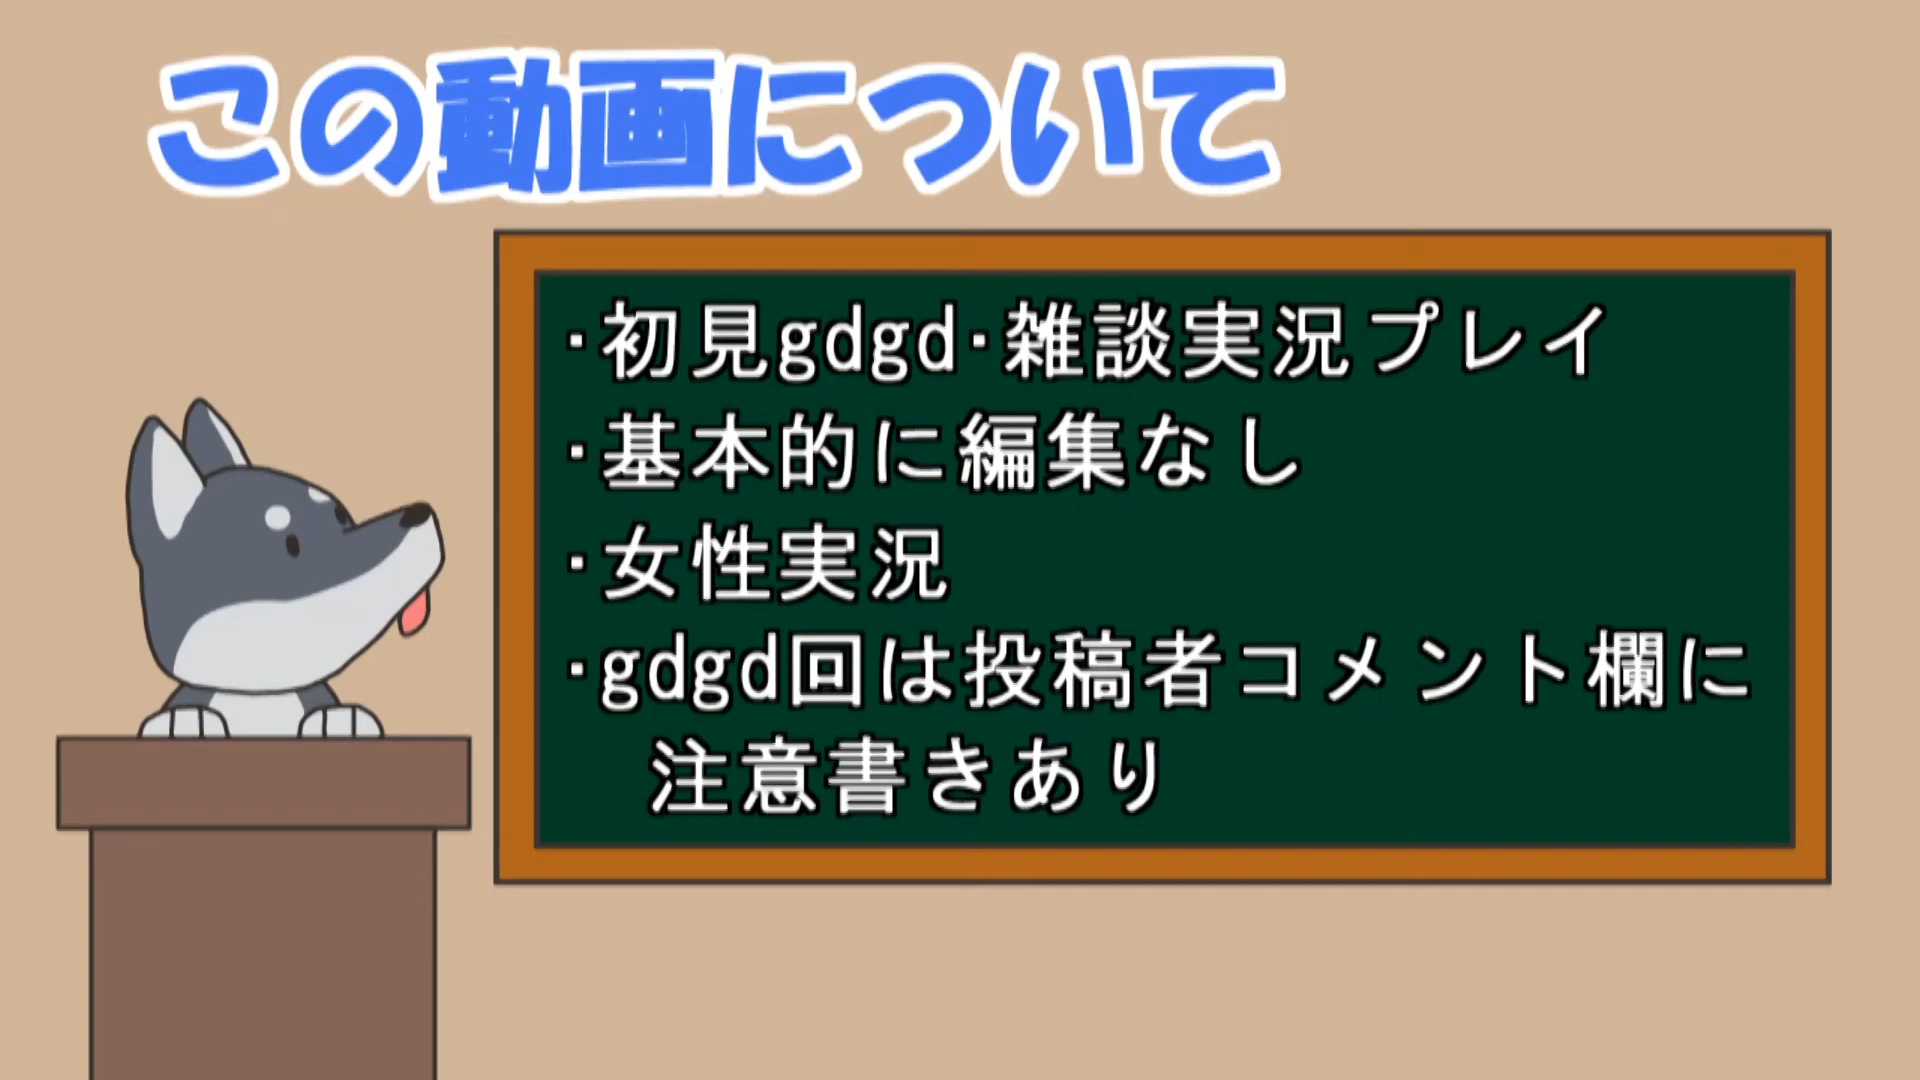 この動画について
・初見gdgd・雑談実況プレイ
・基本的に編集なし
・女性実況
・gdgd回は投稿者コメント欄に
注意書きあり